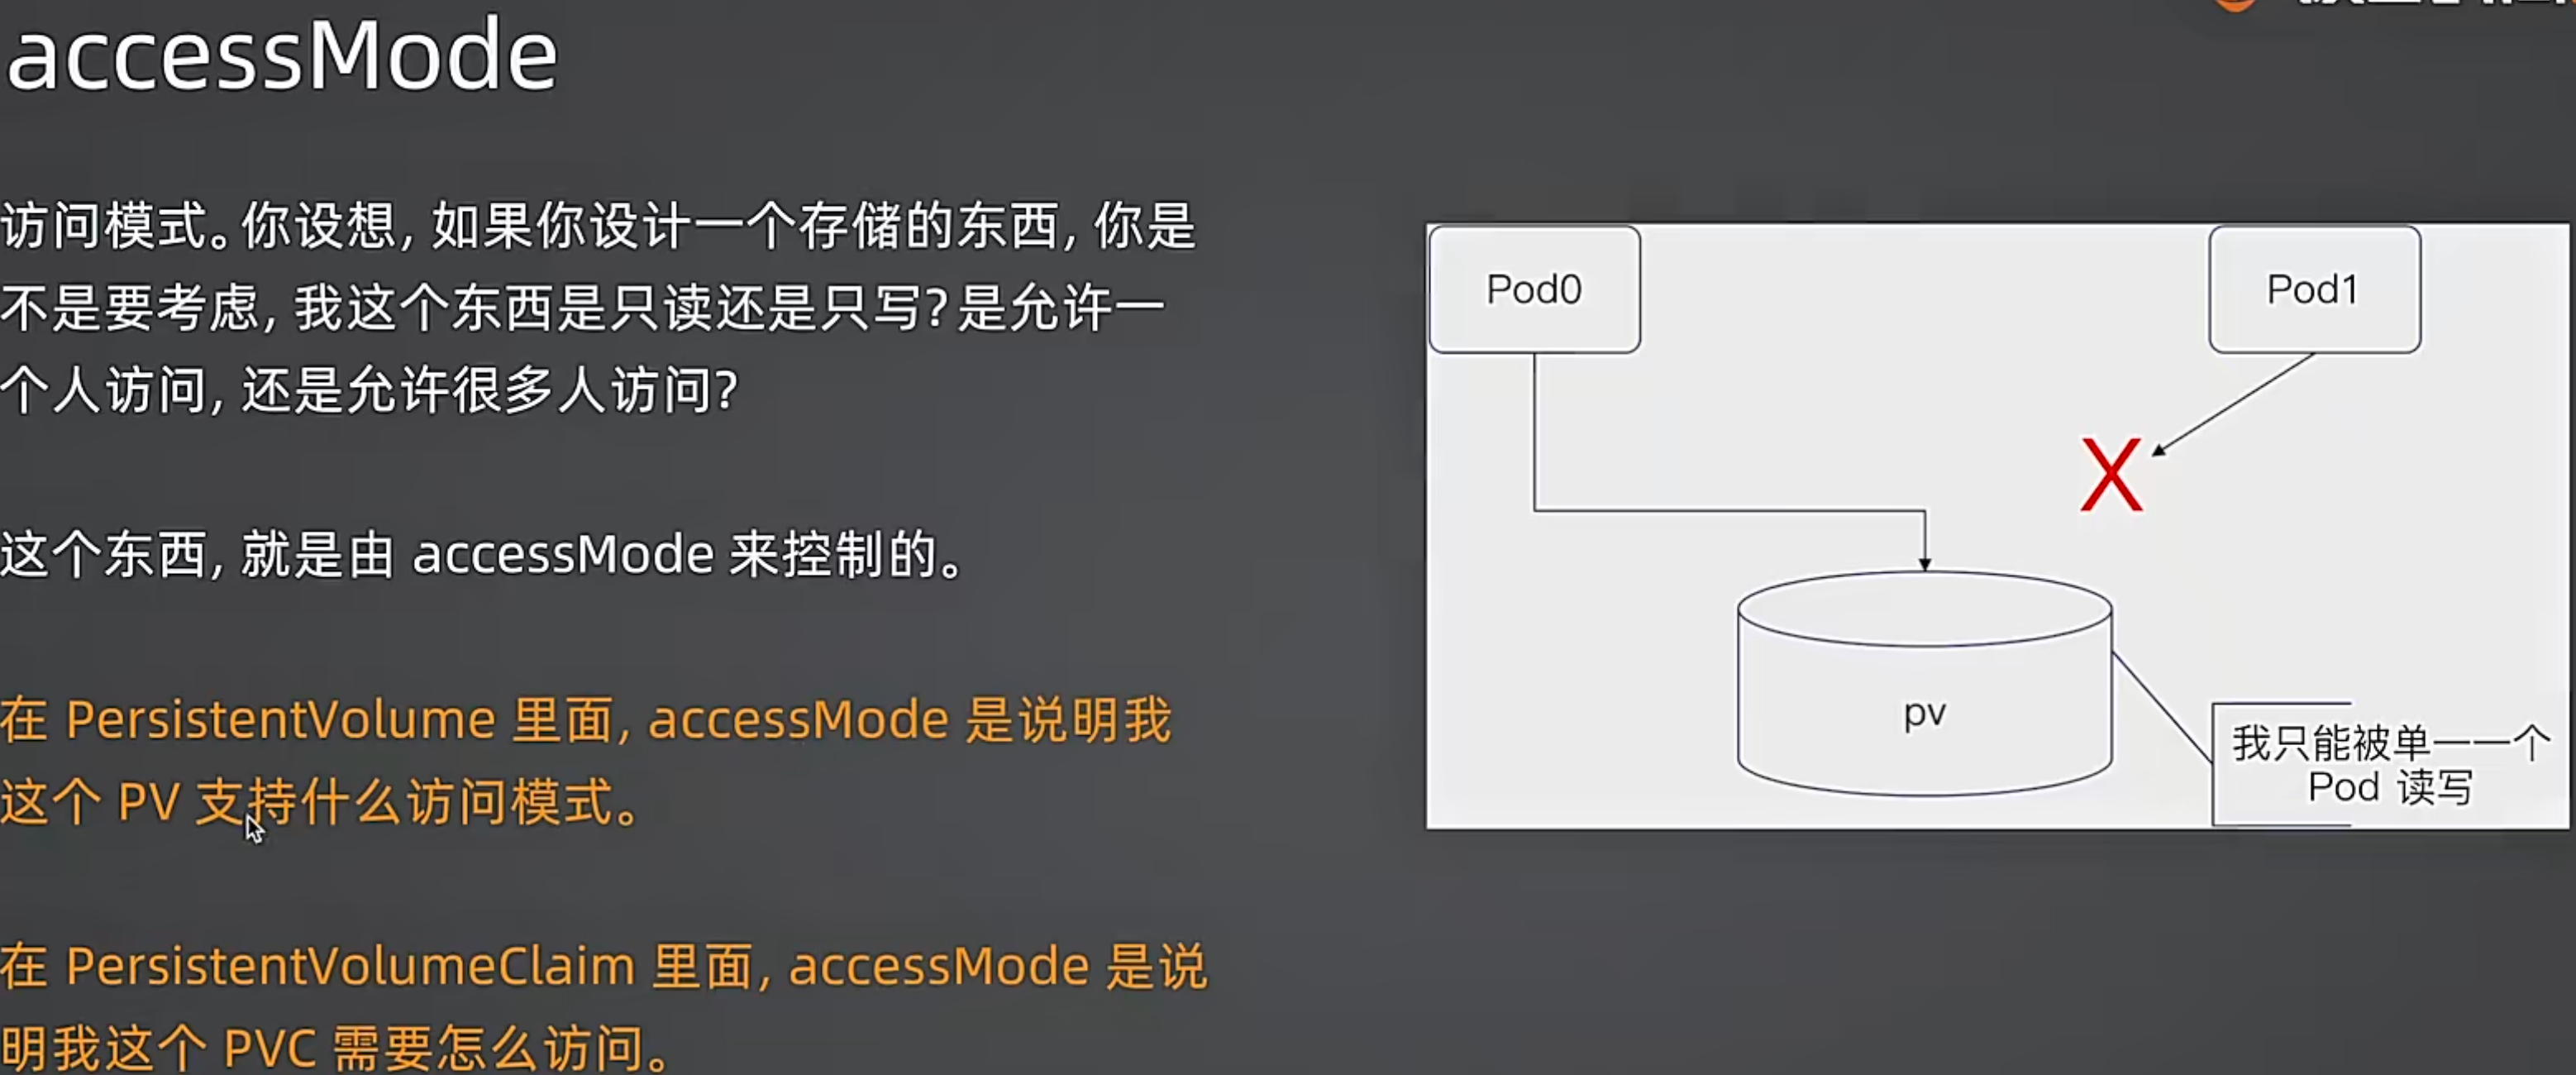 accessMode
访问模式。你设想, 如果你设计一个存储的东西, 你是
不是要考虑, 我这个东西是只读还是只写? 是允许一
个人访问, 还是允许很多人访问?
这个东西, 就是由 accessMode 来控制的。
在 PersistentVolume 里面, accessMode 是说明我
这个 PV 支持什么访问模式。
在 PersistentVolumeClaim 里面, accessMode 是说
明我这个 PVC 需要怎么访问。
Pod0
Pod1
X
pv
我只能被单一一个
Pod 读写